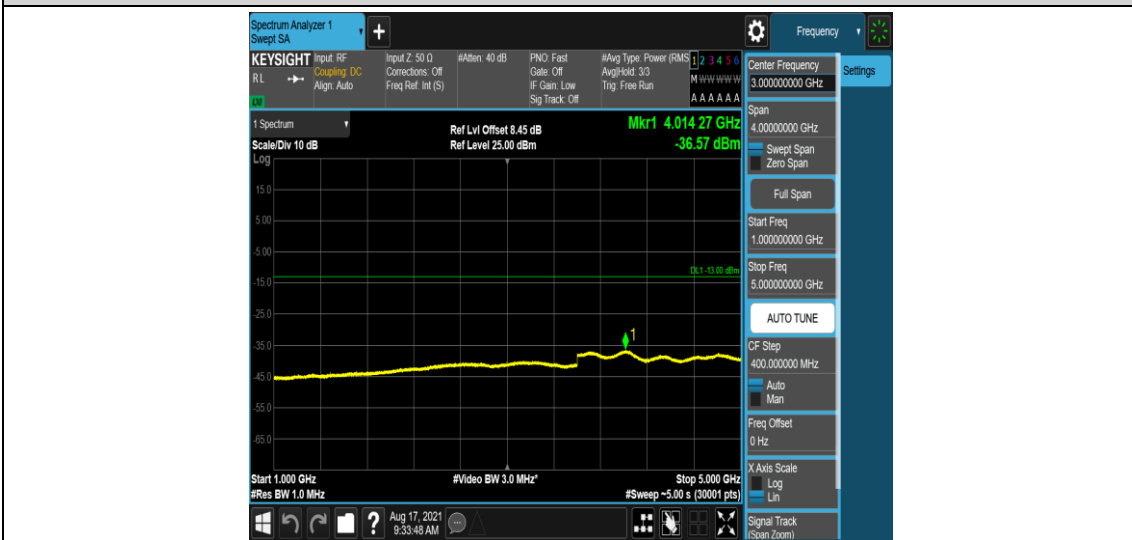 Spectrum Analyzer 1
Swept SA
+
Frequency
KEYSIGHT
RL
LXI
Input: RF
Coupling: DC
Align: Auto
Input Z: 50 Ω
Corrections: Off
Freq Ref: Int (S)
#Atten: 40 dB
PNO: Fast
Gate: Off
IF Gain: Low
Sig Track: Off
#Avg Type: Power (RMS
Avg|Hold: 3/3
Trig: Free Run
1 2 3 4 5 6
M W W W W W
A A A A A A
1 Spectrum
Scale/Div 10 dB
Log
Ref Lvl Offset 8.45 dB
Ref Level 25.00 dBm
Mkr1 4.014 27 GHz
-36.57 dBm
15.0
5.00
-5.00
-15.0
-25.0
-35.0
-45.0
-55.0
-65.0
DL1 -13.00 dBm
1
Start 1.000 GHz
#Res BW 1.0 MHz
#Video BW 3.0 MHz*
Stop 5.000 GHz
#Sweep ~5.00 s (30001 pts)
Aug 17, 2021
9:33:48 AM
?
Center Frequency
3.000000000 GHz
Settings
Span
4.00000000 GHz
Swept Span
Zero Span
Full Span
Start Freq
1.000000000 GHz
Stop Freq
5.000000000 GHz
AUTO TUNE
CF Step
400.000000 MHz
Auto
Man
Freq Offset
0 Hz
X Axis Scale
Log
Lin
Signal Track
(Span Zoom)